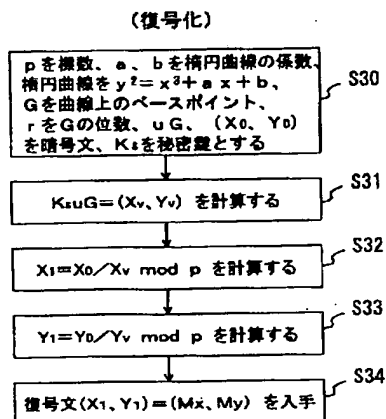 (復号化)
pを標数、a、bを楕円曲線の係数、
楕円曲線をy²=x³+ax+b、
Gを曲線上のベースポイント、
rをGの位数、uG、(X₀、Y₀)
を暗号文、Ksを秘密鍵とする
S30
KsuG=(Xv、Yv) を計算する
S31
X₁=X₀/Xv mod p を計算する
S32
Y₁=Y₀/Yv mod p を計算する
S33
復号文(X₁、Y₁)=(Mx、My) を入手
S34